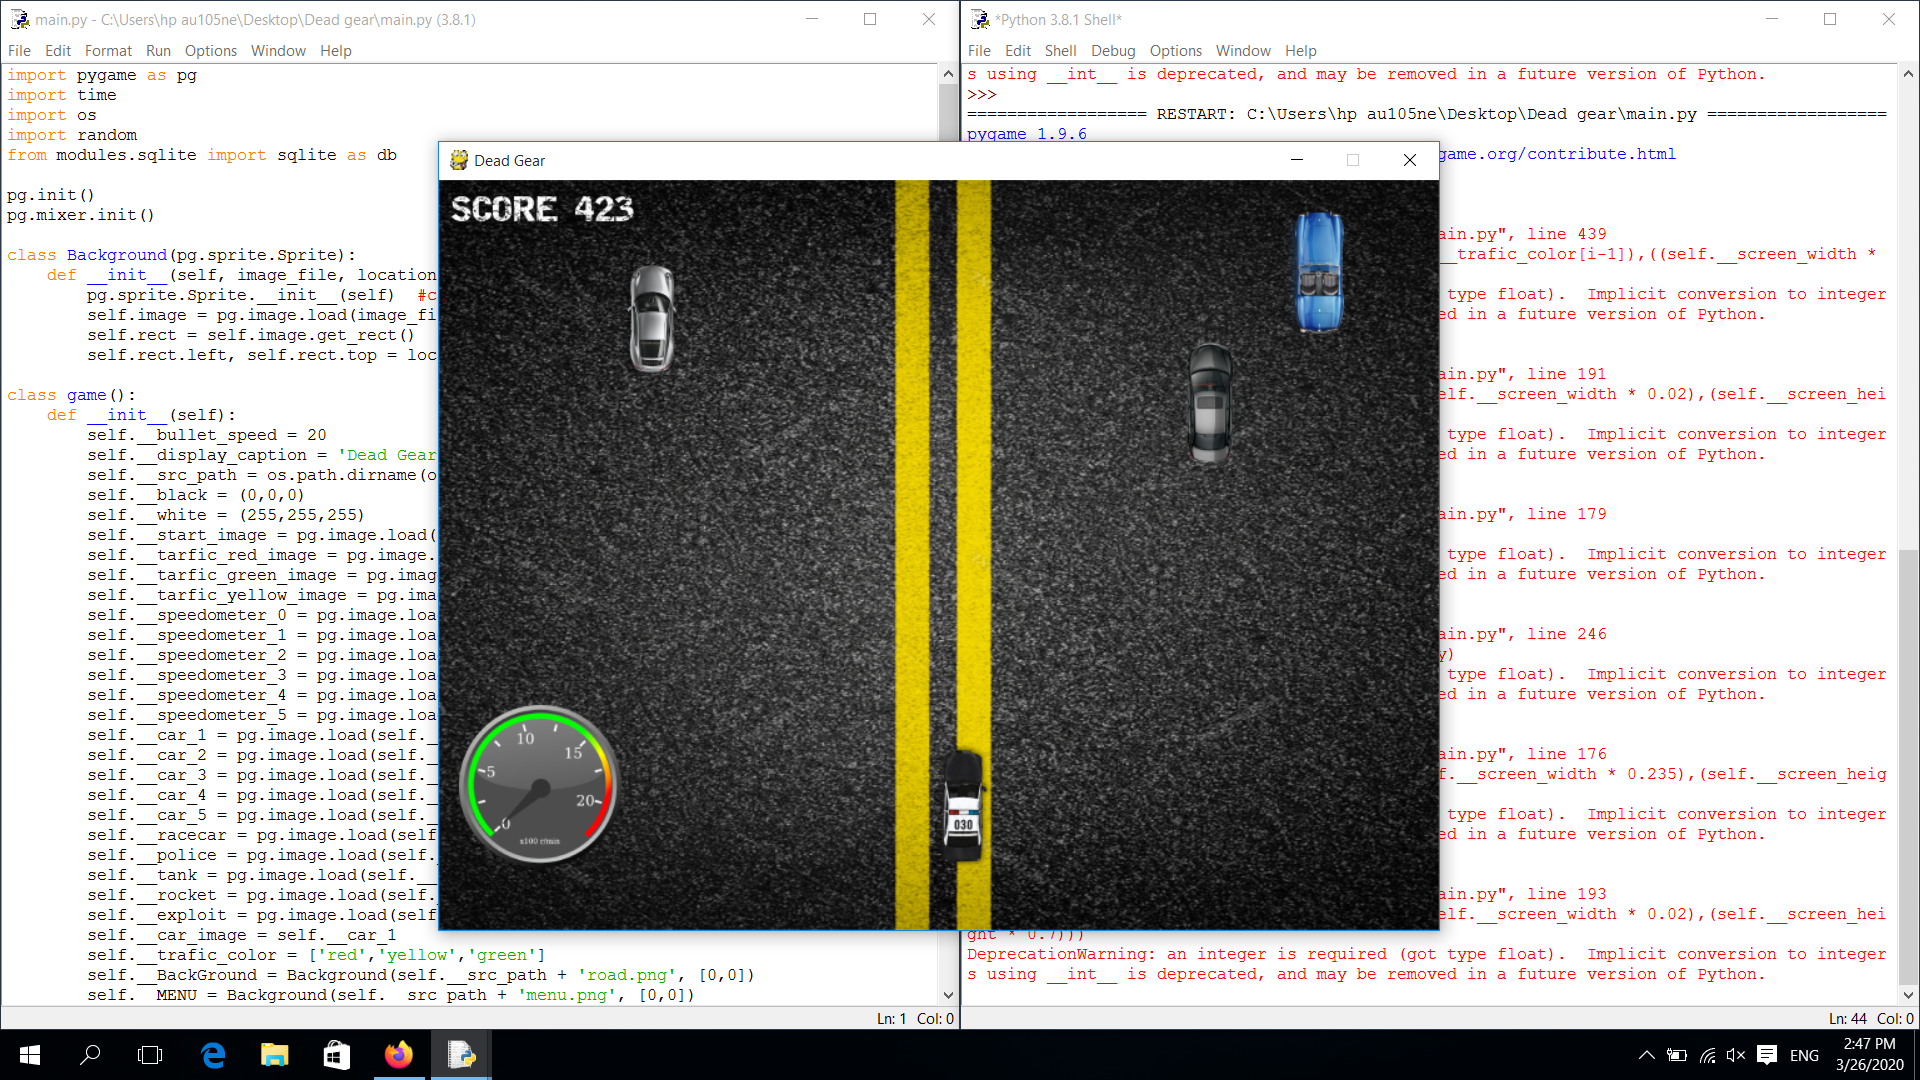 main.py - C:\Users\hp au105ne\Desktop\Dead gear\main.py (3.8.1)
File Edit Format Run Options Window Help
import pygame as pg
import time
import os
import random
from modules.sqlite import sqlite as db
pg.init()
pg.mixer.init()
class Background(pg.sprite.Sprite):
def __init__(self, image_file, location
pg.sprite.Sprite.__init__(self) #c
self.image = pg.image.load(image_fi
self.rect = self.image.get_rect()
self.rect.left, self.rect.top = loc
class game():
def __init__(self):
self.__bullet_speed = 20
self.__display_caption = 'Dead Gear
self.__src_path = os.path.dirname(o
self.__black = (0,0,0)
self.__white = (255,255,255)
self.__start_image = pg.image.load(
self.__tarfic_red_image = pg.image.
self.__tarfic_green_image = pg.imag
self.__tarfic_yellow_image = pg.ima
self.__speedometer_0 = pg.image.loa
self.__speedometer_1 = pg.image.loa
self.__speedometer_2 = pg.image.loa
self.__speedometer_3 = pg.image.loa
self.__speedometer_4 = pg.image.loa
self.__speedometer_5 = pg.image.loa
self.__car_1 = pg.image.load(self._
self.__car_2 = pg.image.load(self._
self.__car_3 = pg.image.load(self._
self.__car_4 = pg.image.load(self._
self.__car_5 = pg.image.load(self._
self.__racecar = pg.image.load(self
self.__police = pg.image.load(self.
self.__tank = pg.image.load(self.__
self.__rocket = pg.image.load(self.
self.__exploit = pg.image.load(self
self.__car_image = self.__car_1
self.__trafic_color = ['red','yellow','green']
self.__BackGround = Background(self.__src_path + 'road.png', [0,0])
self.__MENU = Background(self.__src_path + 'menu.png', [0,0])
Ln: 1 Col: 0
*Python 3.8.1 Shell*
File Edit Shell Debug Options Window Help
s using __int__ is deprecated, and may be removed in a future version of Python.
>>>
================== RESTART: C:\Users\hp au105ne\Desktop\Dead gear\main.py ==================
pygame 1.9.6
game.org/contribute.html
ain.py", line 439
__trafic_color[i-1]),((self.__screen_width *
type float). Implicit conversion to integer
ed in a future version of Python.
ain.py", line 191
elf.__screen_width * 0.02),(self.__screen_hei
type float). Implicit conversion to integer
ed in a future version of Python.
ain.py", line 179
type float). Implicit conversion to integer
ed in a future version of Python.
ain.py", line 246
y)
type float). Implicit conversion to integer
ed in a future version of Python.
ain.py", line 176
f.__screen_width * 0.235),(self.__screen_heig
type float). Implicit conversion to integer
ed in a future version of Python.
ain.py", line 193
elf.__screen_width * 0.02),(self.__screen_hei
ght * 0.7)))
DeprecationWarning: an integer is required (got type float). Implicit conversion to integer
s using __int__ is deprecated, and may be removed in a future version of Python.
Ln: 44 Col: 0
Dead Gear
SCORE 423
0
5
10
15
20
x100 r/min
030
ENG
2:47 PM
3/26/2020